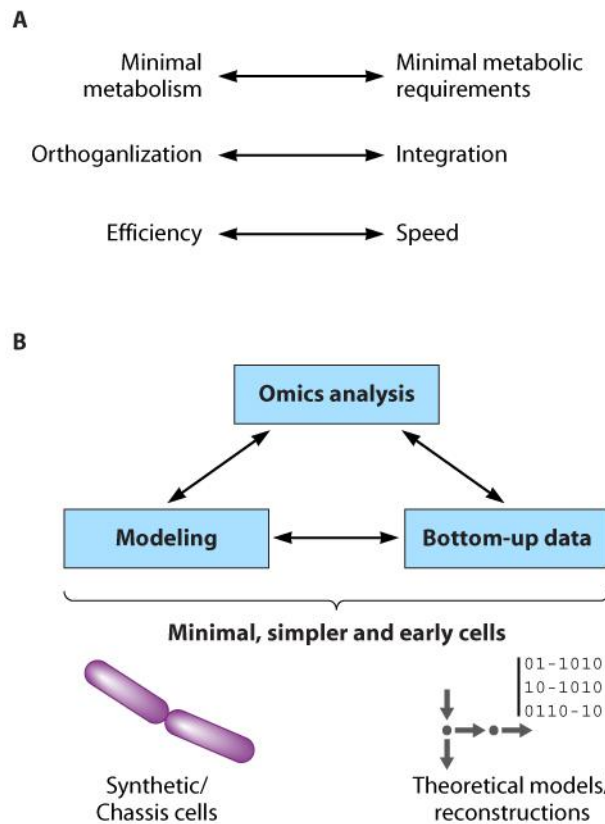 A
Minimal metabolism
Minimal metabolic requirements
Orthoganlization
Integration
Efficiency
Speed
B
Omics analysis
Modeling
Bottom-up data
Minimal, simpler and early cells
01-1010
10-1010
0110-10
Synthetic/
Chassis cells
Theoretical models/
reconstructions